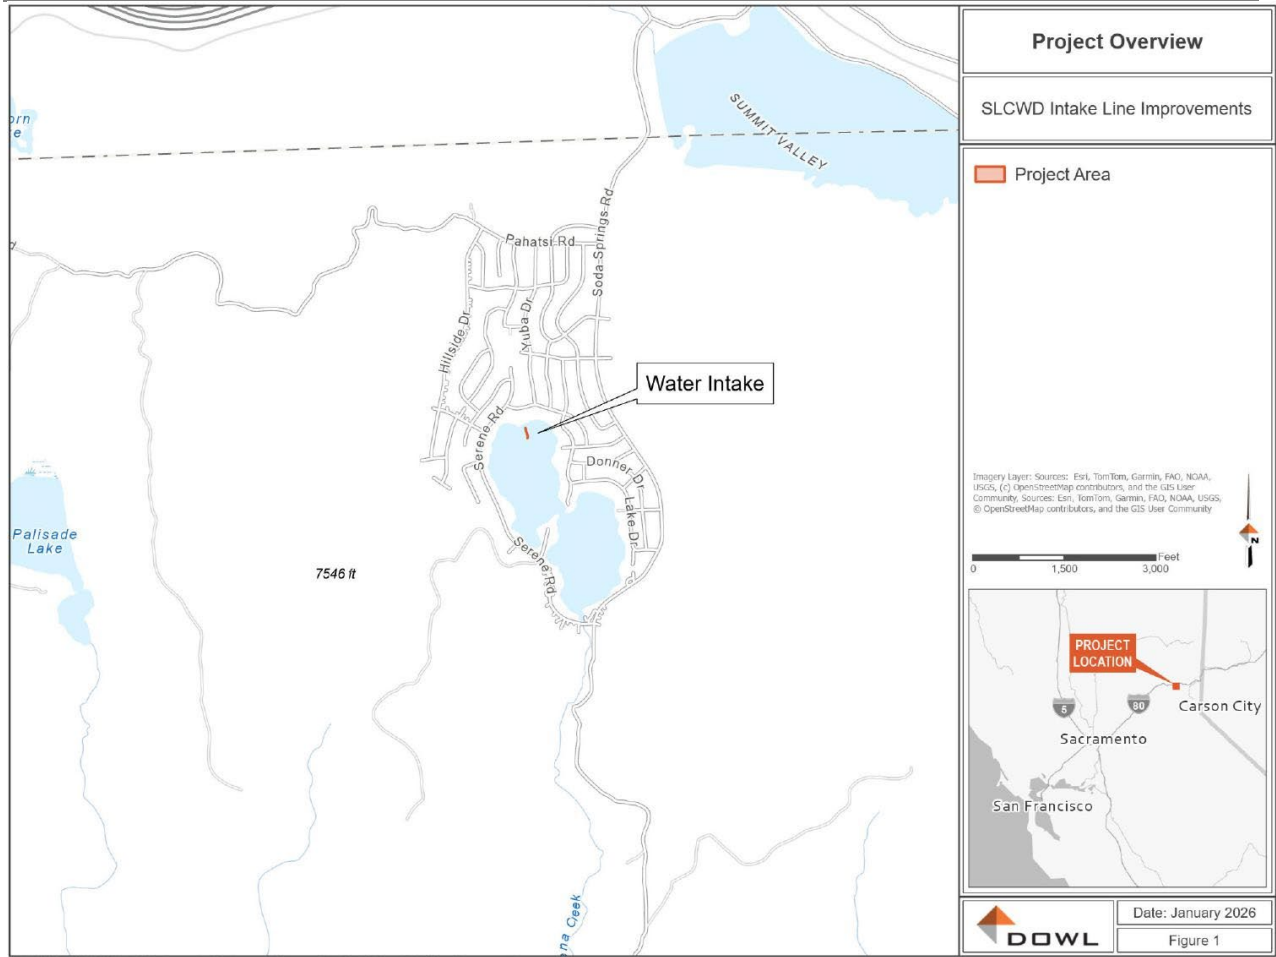 Project Overview
SLCWD Intake Line Improvements
Project Area
SUMMIT VALLEY
Pahatsi Rd
Soda Springs Rd
Hillside Dr
Yuba Dr
Water Intake
Serene Rd
Donner Dr
Lake Dr
Serene Rd
Palisade
Lake
7546 ft
Creek
Imagery Layer: Sources: Esri, TomTom, Garmin, FAO, NOAA,
USGS, (c) OpenStreetMap contributors, and the GIS User
Community, Sources: Esri, TomTom, Garmin, FAO, NOAA, USGS,
© OpenStreetMap contributors, and the GIS User Community
N
Feet
0 1,500 3,000
PROJECT
LOCATION
5
80
Carson City
Sacramento
San Francisco
DOWL
Date: January 2026
Figure 1